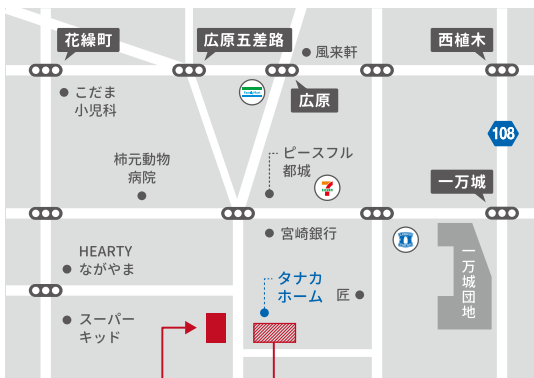 花繰町
広原五差路
西植木
風来軒
広原
こだま
小児科
FamilyMart
108
柿元動物
病院
ピースフル
都城
7
一万城
宮崎銀行
HEARTY
ながやま
一万城団地
タナカ
ホーム
匠
スーパー
キッド